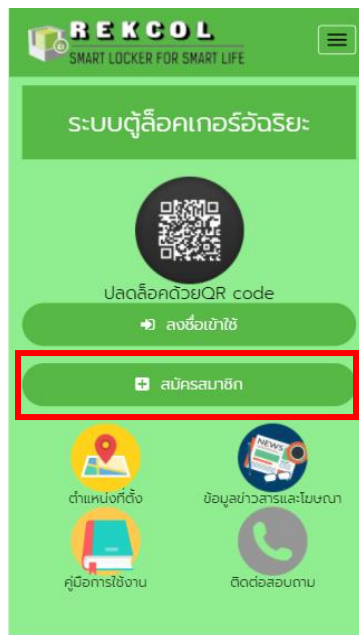 REKCOL
SMART LOCKER FOR SMART LIFE
ระบบตู้ล็อคเกอร์อัฉริยะ
ปลดล็อคด้วยQR code
ลงชื่อเข้าใช้
สมัครสมาชิก
NEWS
ตำแหน่งที่ตั้ง
ข้อมูลข่าวสารและโฆษณา
คู่มือการใช้งาน
ติดต่อสอบถาม